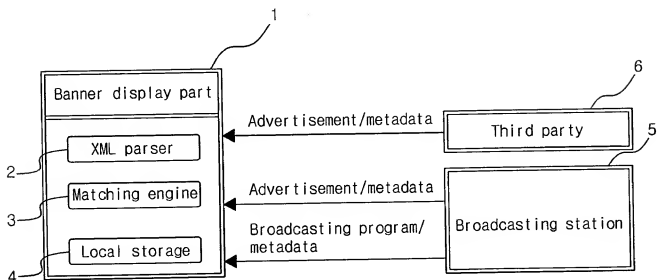 1
Banner display part
6
Advertisement/metadata
Third party
5
2
XML parser
3
Matching engine
Advertisement/metadata
Broadcasting station
Broadcasting program/
metadata
4
Local storage